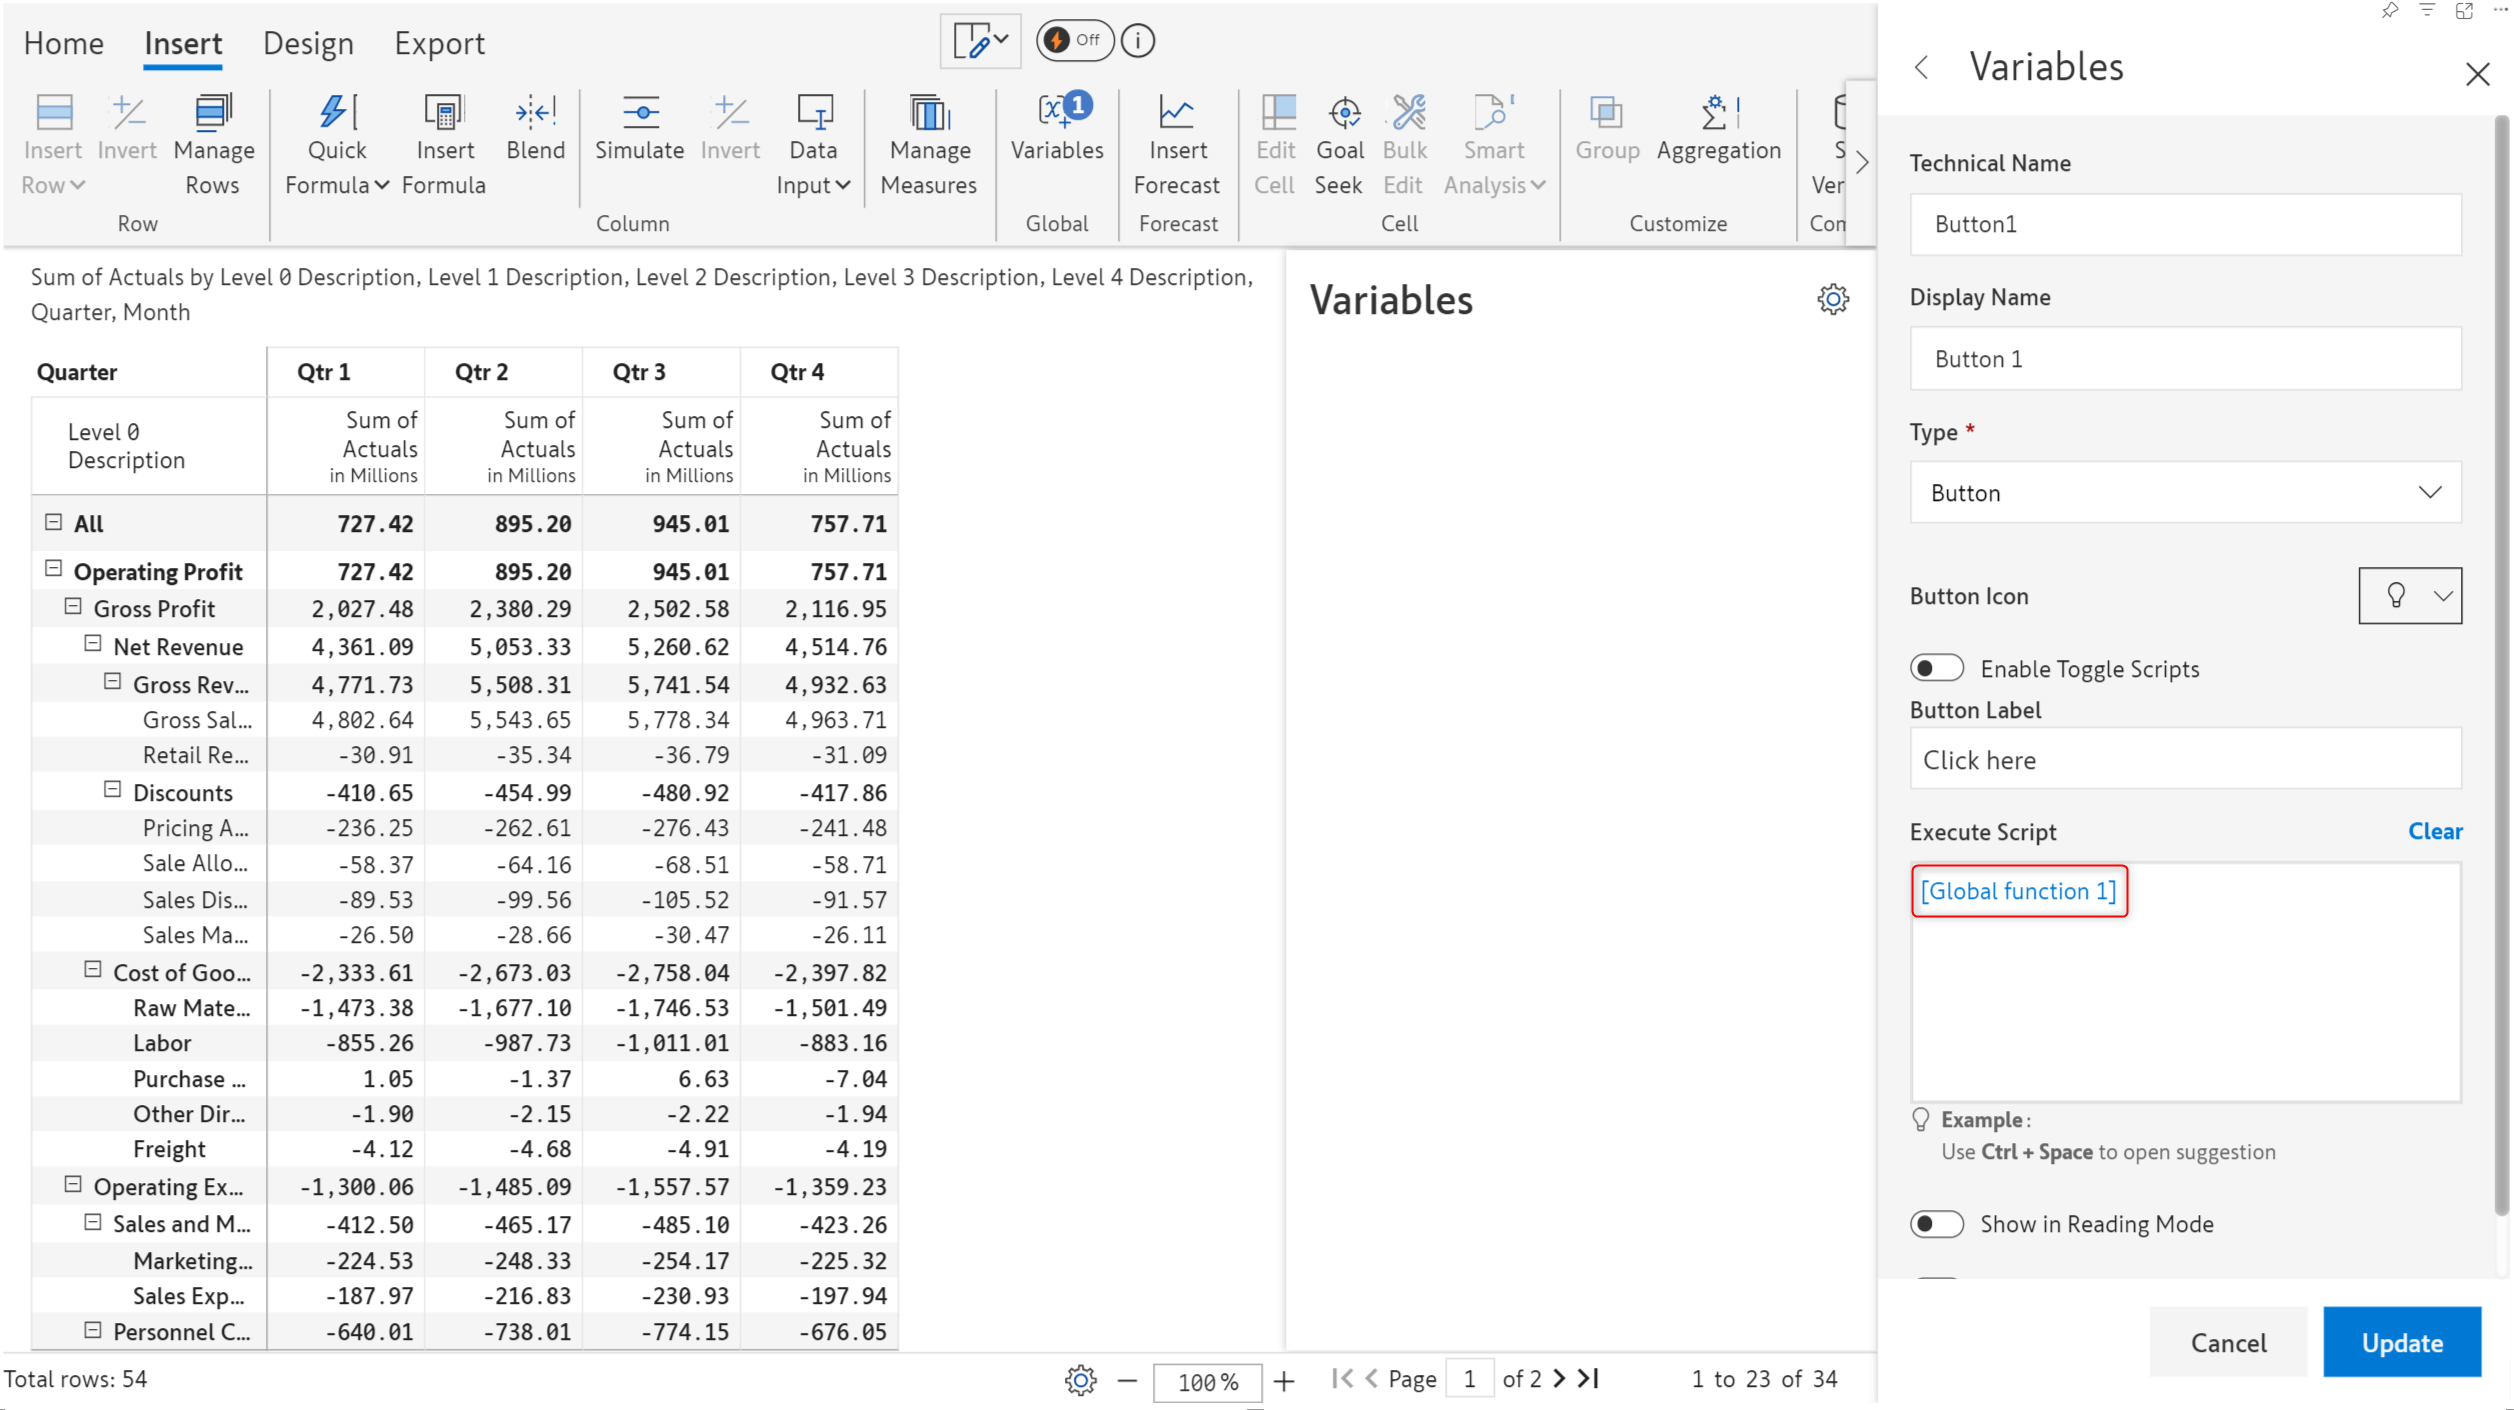 Home Insert Design Export
Off
Insert Row
Invert
Manage Rows
Row
Quick Formula
Insert Formula
Blend
Simulate
Invert
Data Input
Column
Manage Measures
1
Variables
Global
Insert Forecast
Forecast
Edit Cell
Goal Seek
Bulk Edit
Smart Analysis
Cell
Group
Aggregation
Customize
Sum of Actuals by Level 0 Description, Level 1 Description, Level 2 Description, Level 3 Description, Level 4 Description,
Quarter, Month
Quarter Qtr 1 Qtr 2 Qtr 3 Qtr 4
Level 0 Description
Sum of Actuals in Millions
Sum of Actuals in Millions
Sum of Actuals in Millions
Sum of Actuals in Millions
All 727.42 895.20 945.01 757.71
Operating Profit 727.42 895.20 945.01 757.71
Gross Profit 2,027.48 2,380.29 2,502.58 2,116.95
Net Revenue 4,361.09 5,053.33 5,260.62 4,514.76
Gross Rev... 4,771.73 5,508.31 5,741.54 4,932.63
Gross Sal... 4,802.64 5,543.65 5,778.34 4,963.71
Retail Re... -30.91 -35.34 -36.79 -31.09
Discounts -410.65 -454.99 -480.92 -417.86
Pricing A... -236.25 -262.61 -276.43 -241.48
Sale Allo... -58.37 -64.16 -68.51 -58.71
Sales Dis... -89.53 -99.56 -105.52 -91.57
Sales Ma... -26.50 -28.66 -30.47 -26.11
Cost of Goo... -2,333.61 -2,673.03 -2,758.04 -2,397.82
Raw Mate... -1,473.38 -1,677.10 -1,746.53 -1,501.49
Labor -855.26 -987.73 -1,011.01 -883.16
Purchase ... 1.05 -1.37 6.63 -7.04
Other Dir... -1.90 -2.15 -2.22 -1.94
Freight -4.12 -4.68 -4.91 -4.19
Operating Ex... -1,300.06 -1,485.09 -1,557.57 -1,359.23
Sales and M... -412.50 -465.17 -485.10 -423.26
Marketing... -224.53 -248.33 -254.17 -225.32
Sales Exp... -187.97 -216.83 -230.93 -197.94
Personnel C... -640.01 -738.01 -774.15 -676.05
Total rows: 54
100 %
Page 1 of 2
1 to 23 of 34
Variables
Variables
Technical Name
Button1
Display Name
Button 1
Type *
Button
Button Icon
Enable Toggle Scripts
Button Label
Click here
Execute Script Clear
[Global function 1]
Example :
Use Ctrl + Space to open suggestion
Show in Reading Mode
Cancel Update